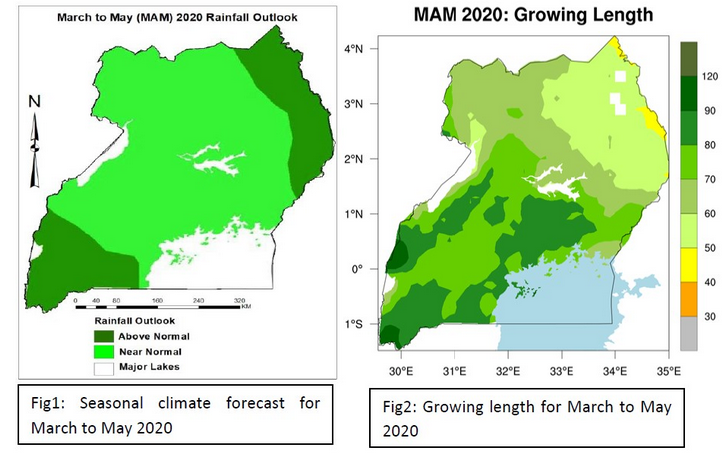 March to May (MAM) 2020 Rainfall Outlook
N
0 40 80 160 240 320
KM
Rainfall Outlook
Above Normal
Near Normal
Major Lakes
Fig1: Seasonal climate forecast for
March to May 2020
MAM 2020: Growing Length
4°N
3°N
2°N
1°N
0°
1°S
30°E 31°E 32°E 33°E 34°E 35°E
120
90
80
70
60
50
40
30
Fig2: Growing length for March to May
2020